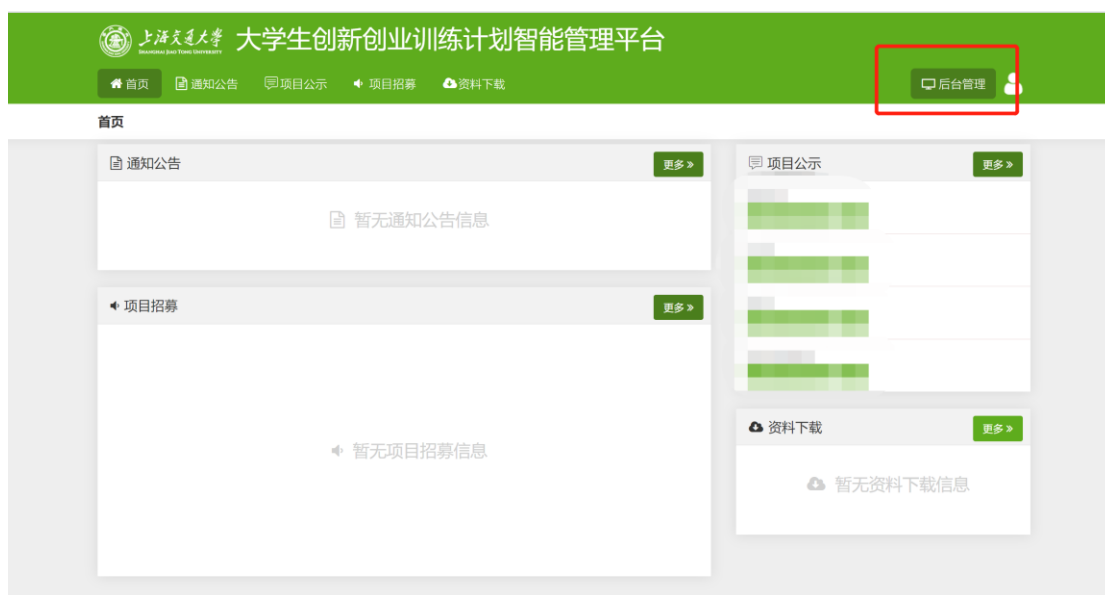 上海交通大学 大学生创新创业训练计划智能管理平台
SHANGHAI JIAO TONG UNIVERSITY
首页 通知公告 项目公示 项目招募 资料下载 后台管理
首页
通知公告 更多 »
暂无通知公告信息
项目招募 更多 »
暂无项目招募信息
项目公示 更多 »
资料下载 更多 »
暂无资料下载信息